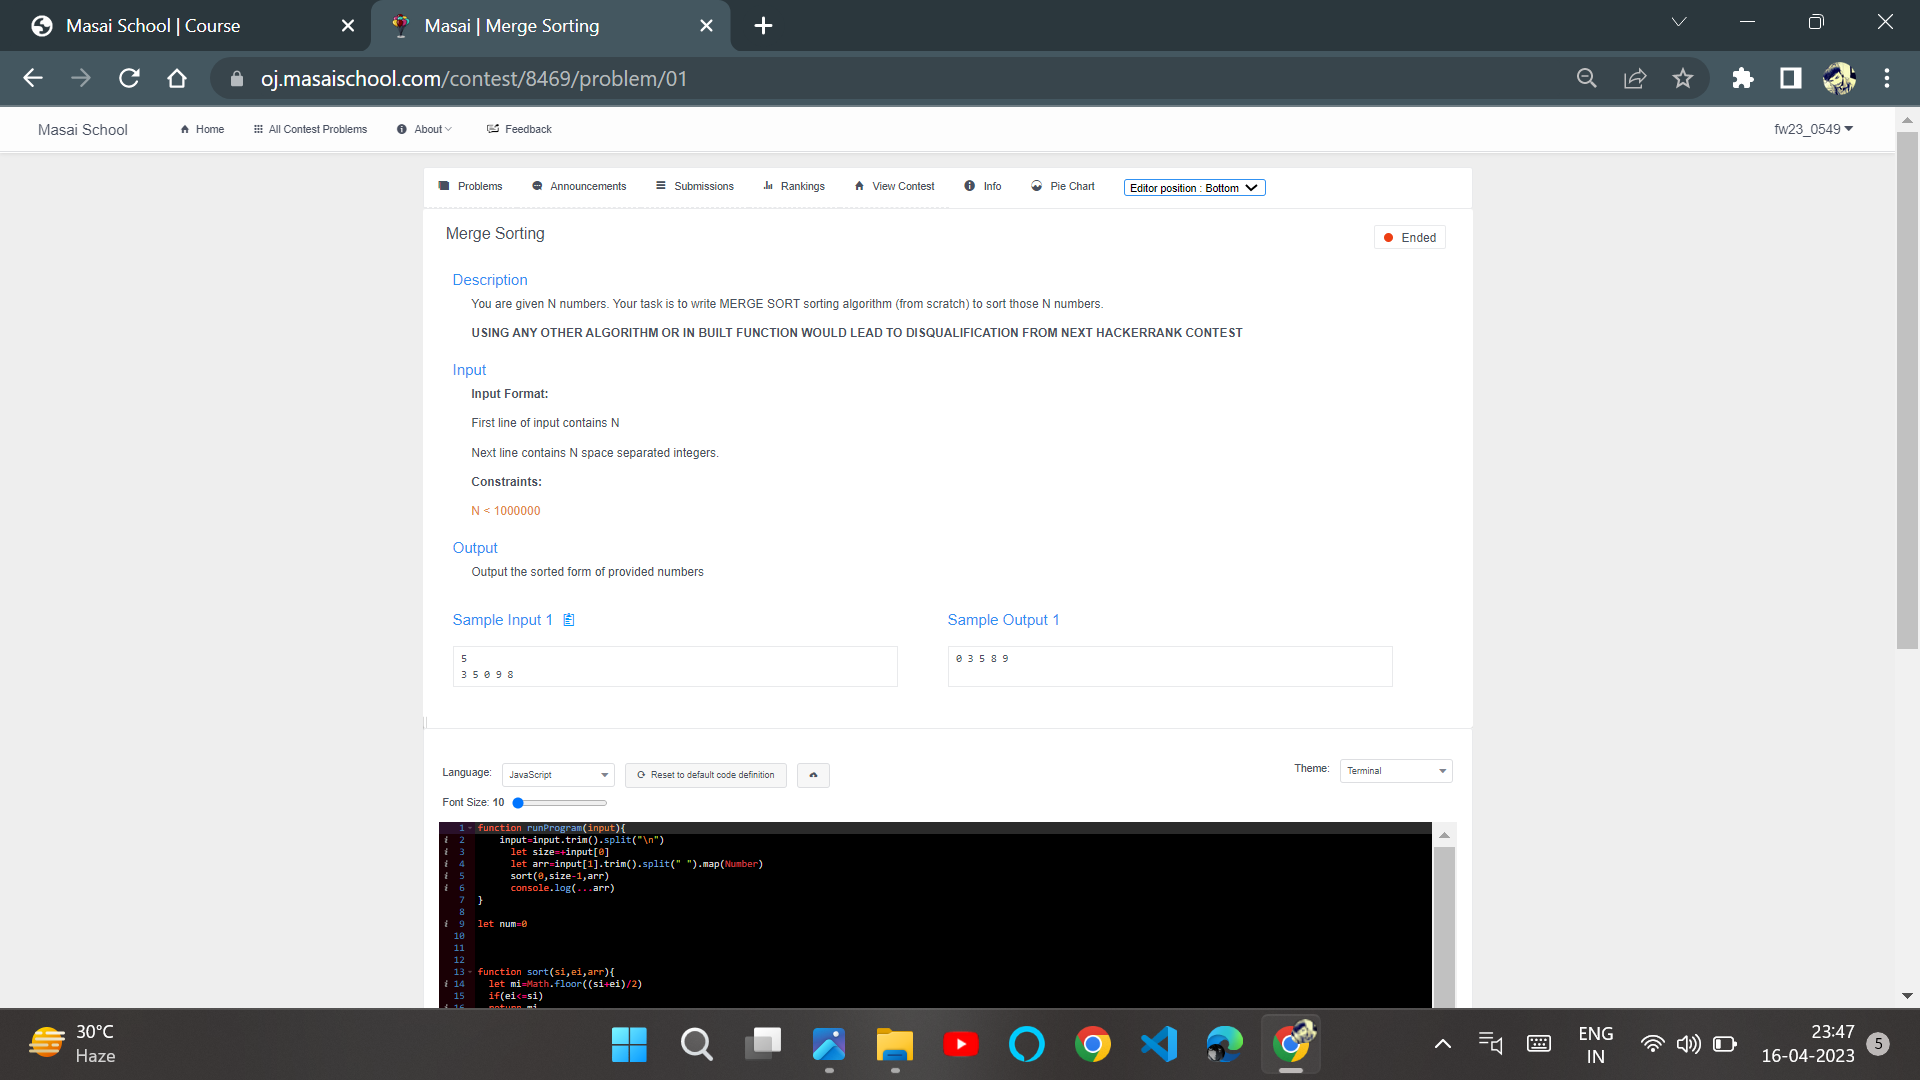 Masai School | Course
Masai | Merge Sorting
oj.masaischool.com/contest/8469/problem/01
Masai School
Home
All Contest Problems
About
Feedback
fw23_0549
Problems
Announcements
Submissions
Rankings
View Contest
Info
Pie Chart
Editor position : Bottom
Merge Sorting
Ended
Description
You are given N numbers. Your task is to write MERGE SORT sorting algorithm (from scratch) to sort those N numbers.
USING ANY OTHER ALGORITHM OR IN BUILT FUNCTION WOULD LEAD TO DISQUALIFICATION FROM NEXT HACKERRANK CONTEST
Input
Input Format:
First line of input contains N
Next line contains N space separated integers.
Constraints:
N < 1000000
Output
Output the sorted form of provided numbers
Sample Input 1
5
3 5 0 9 8
Sample Output 1
0 3 5 8 9
Language:
JavaScript
Reset to default code definition
Theme:
Terminal
Font Size: 10
1 function runProgram(input){
2 input=input.trim().split("\n")
3 let size=+input[0]
4 let arr=input[1].trim().split(" ").map(Number)
5 sort(0,size-1,arr)
6 console.log(...arr)
7 }
8
9 let num=0
10
11
12
13 function sort(si,ei,arr){
14 let mi=Math.floor((si+ei)/2)
15 if(ei<=si)
16 return mi
30°C
Haze
ENG
IN
23:47
16-04-2023
5